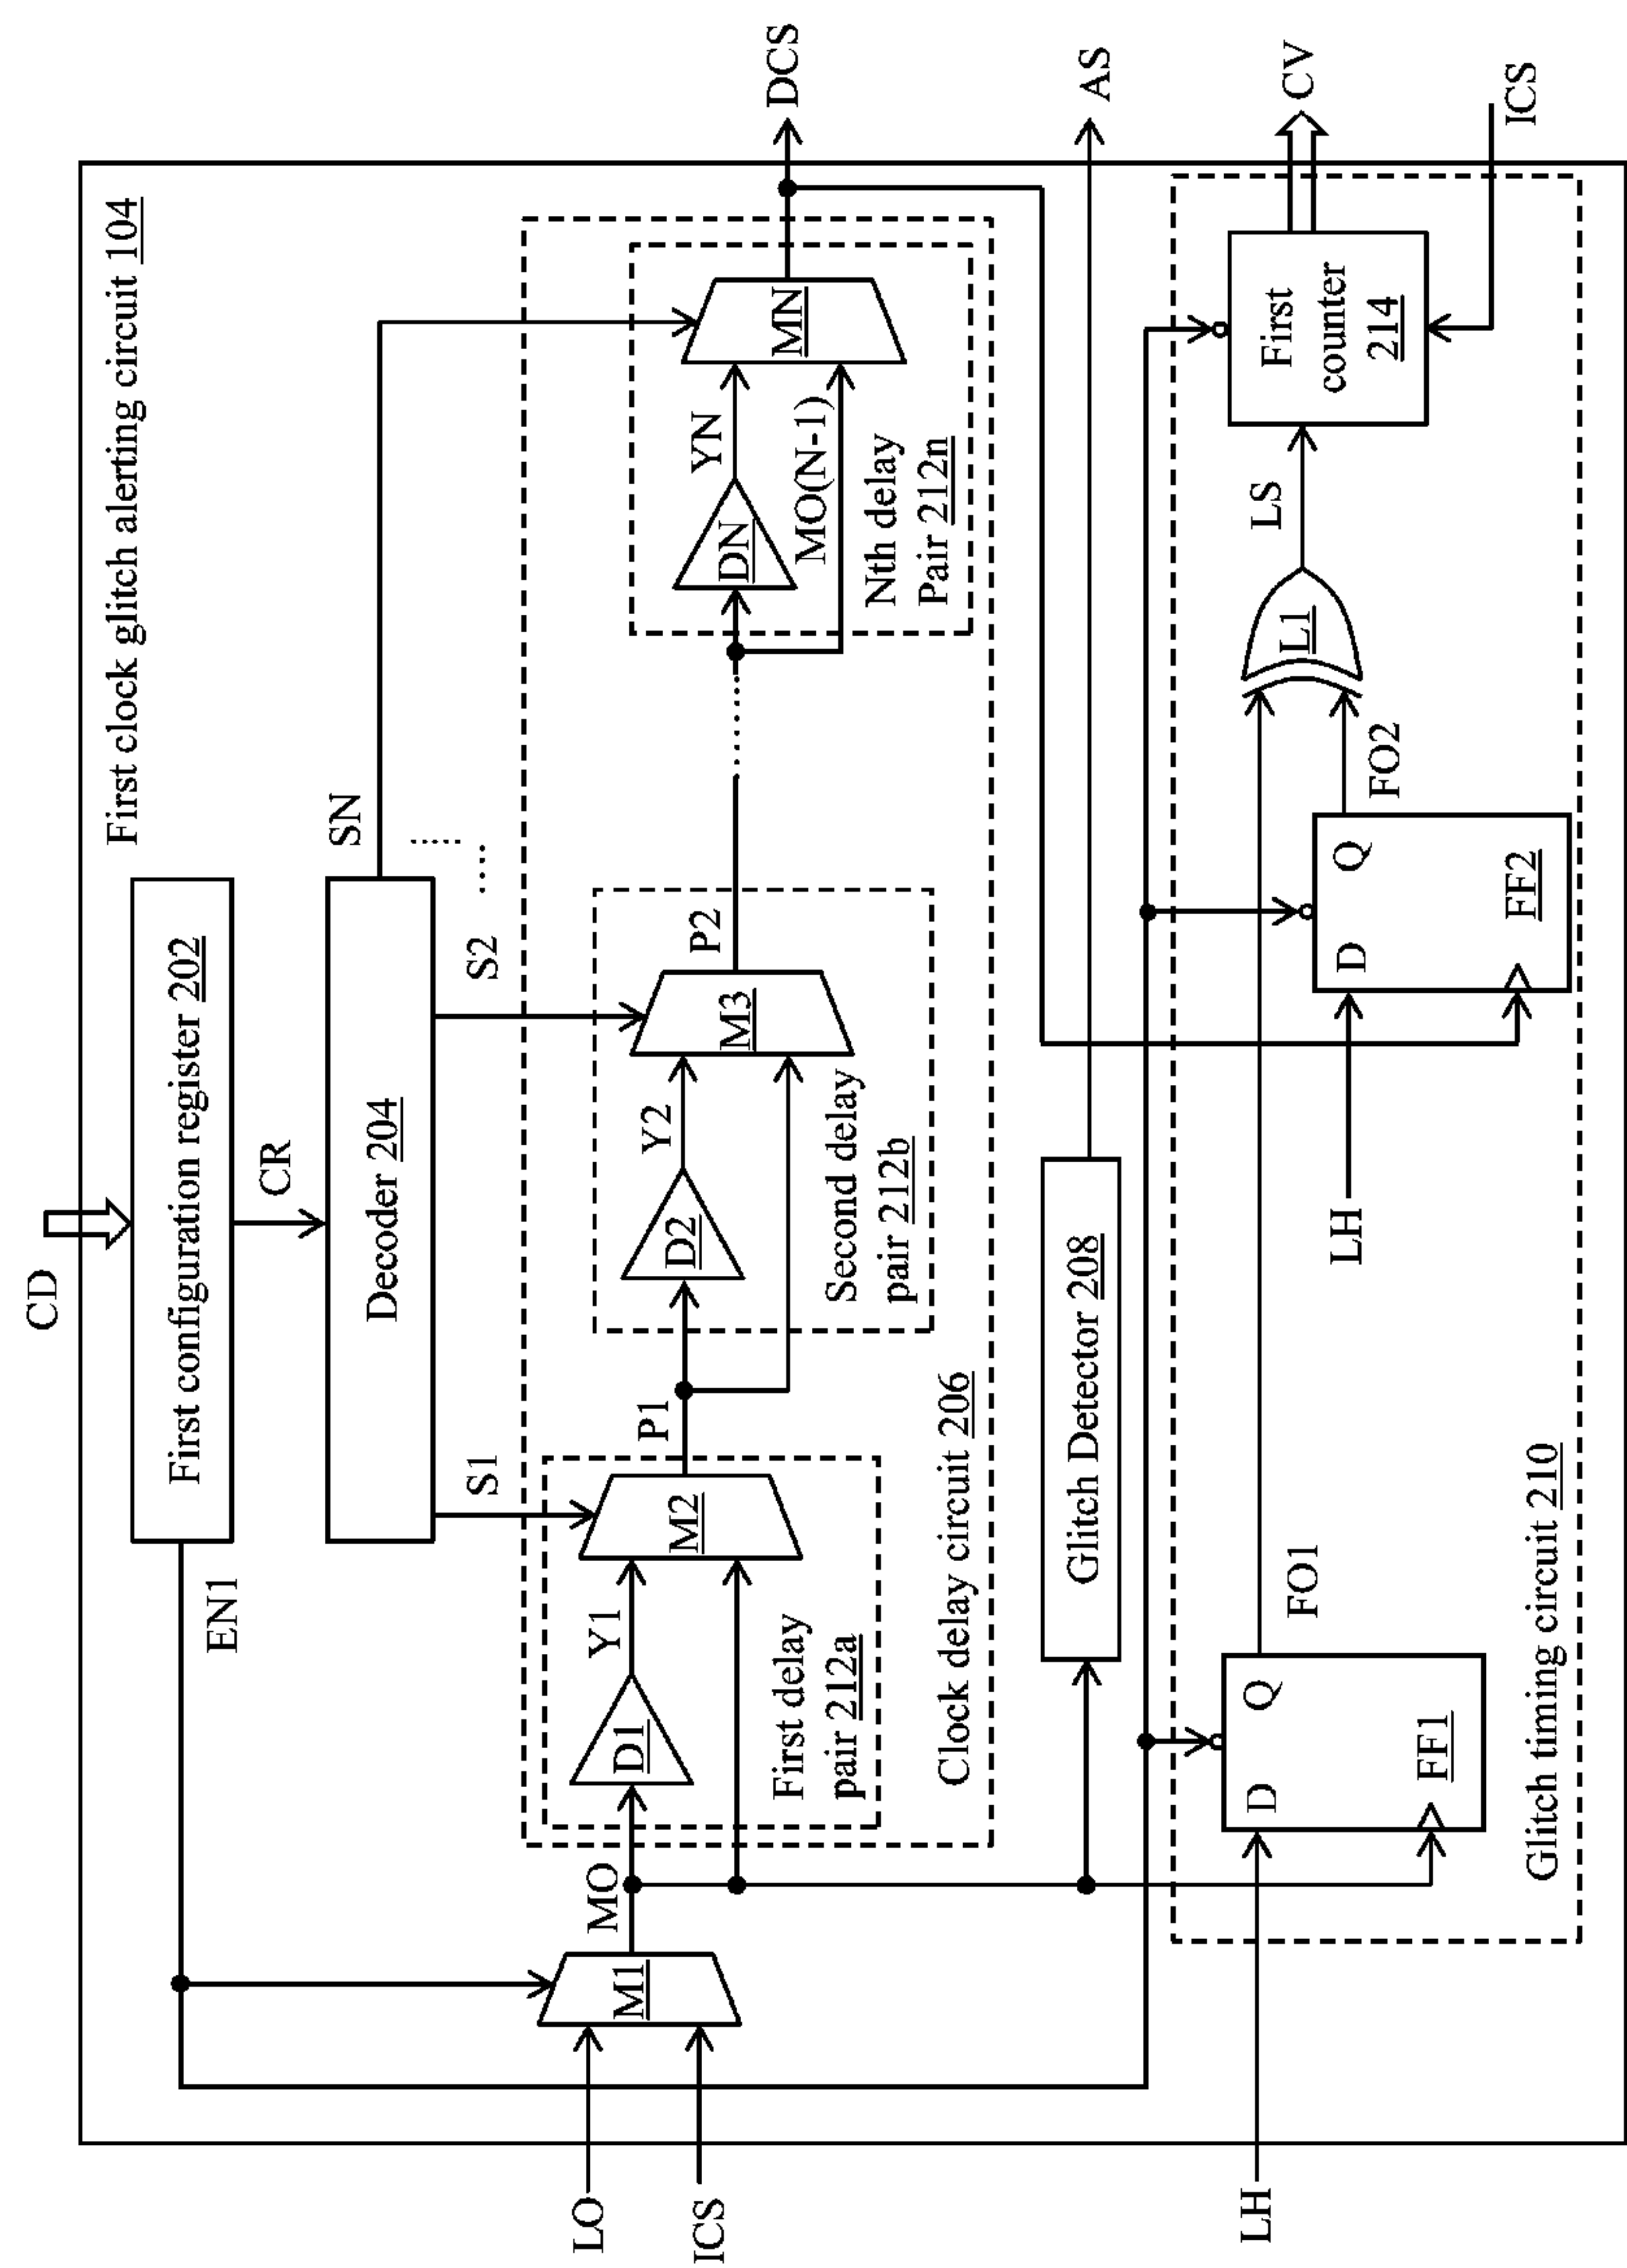 CD
First clock glitch alerting circuit 104
First configuration register 202
EN1
CR
Decoder 204
SN
S1
S2
LO
ICS
M1
MO
D1
Y1
M2
First delay
pair 212a
P1
D2
Y2
M3
Second delay
pair 212b
P2
DN
YN
MO(N-1)
MN
Nth delay
Pair 212n
DCS
Clock delay circuit 206
Glitch Detector 208
AS
LH
D
Q
FF1
FO1
LH
D
Q
FF2
FO2
L1
LS
First
counter
214
CV
ICS
Glitch timing circuit 210